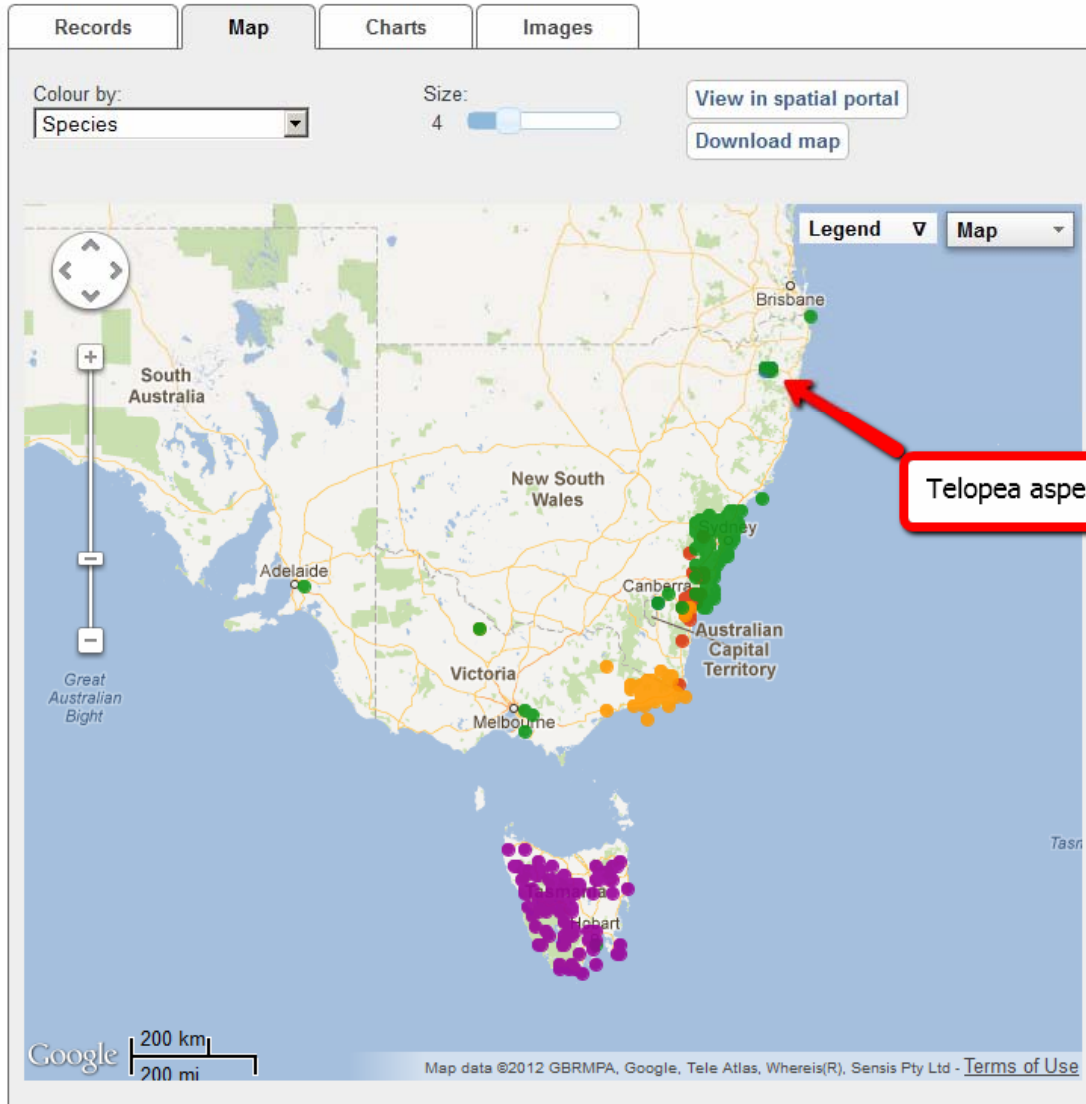 Records Map Charts Images
Colour by:
Species
Size:
4
View in spatial portal
Download map
Legend ∇
Map
Brisbane
South
Australia
New South
Wales
Telopea aspe
Sydney
Adelaide
Canberra
Australian
Capital
Territory
Victoria
Great
Australian
Bight
Melbourne
Tasm
Tasmania
Hobart
Google
200 km
200 mi
Map data ©2012 GBRMPA, Google, Tele Atlas, Whereis(R), Sensis Pty Ltd - Terms of Use